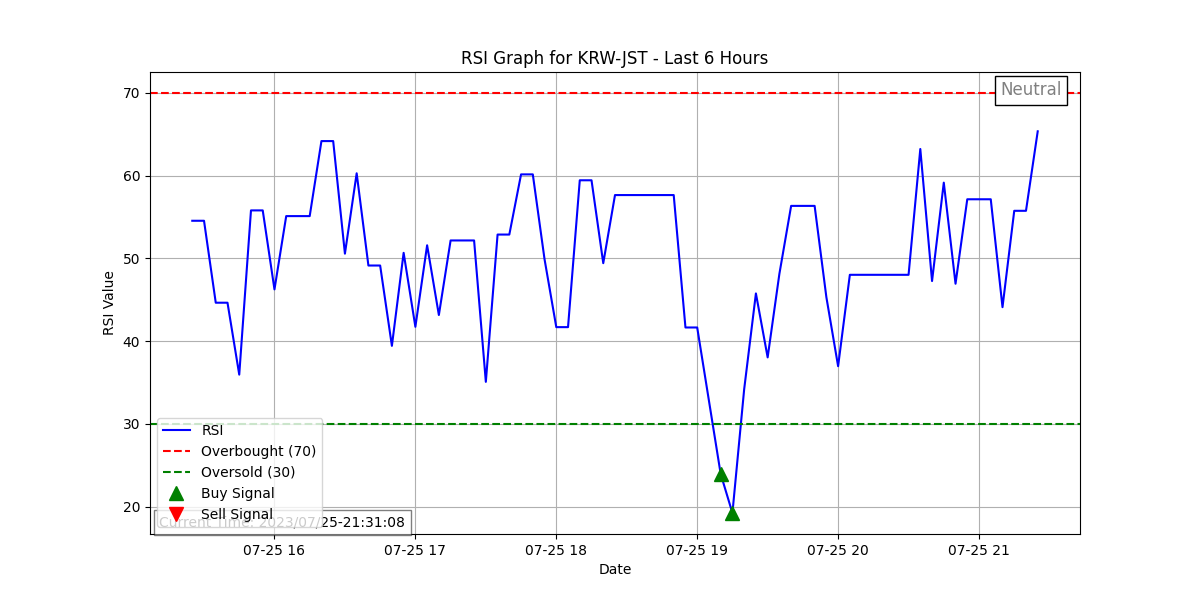 RSI Graph for KRW-JST - Last 6 Hours
Neutral
70
60
50
40
30
20
RSI Value
RSI
Overbought (70)
Oversold (30)
Buy Signal
Sell Signal
Current Time: 2023/07/25-21:31:08
07-25 16
07-25 17
07-25 18
07-25 19
07-25 20
07-25 21
Date